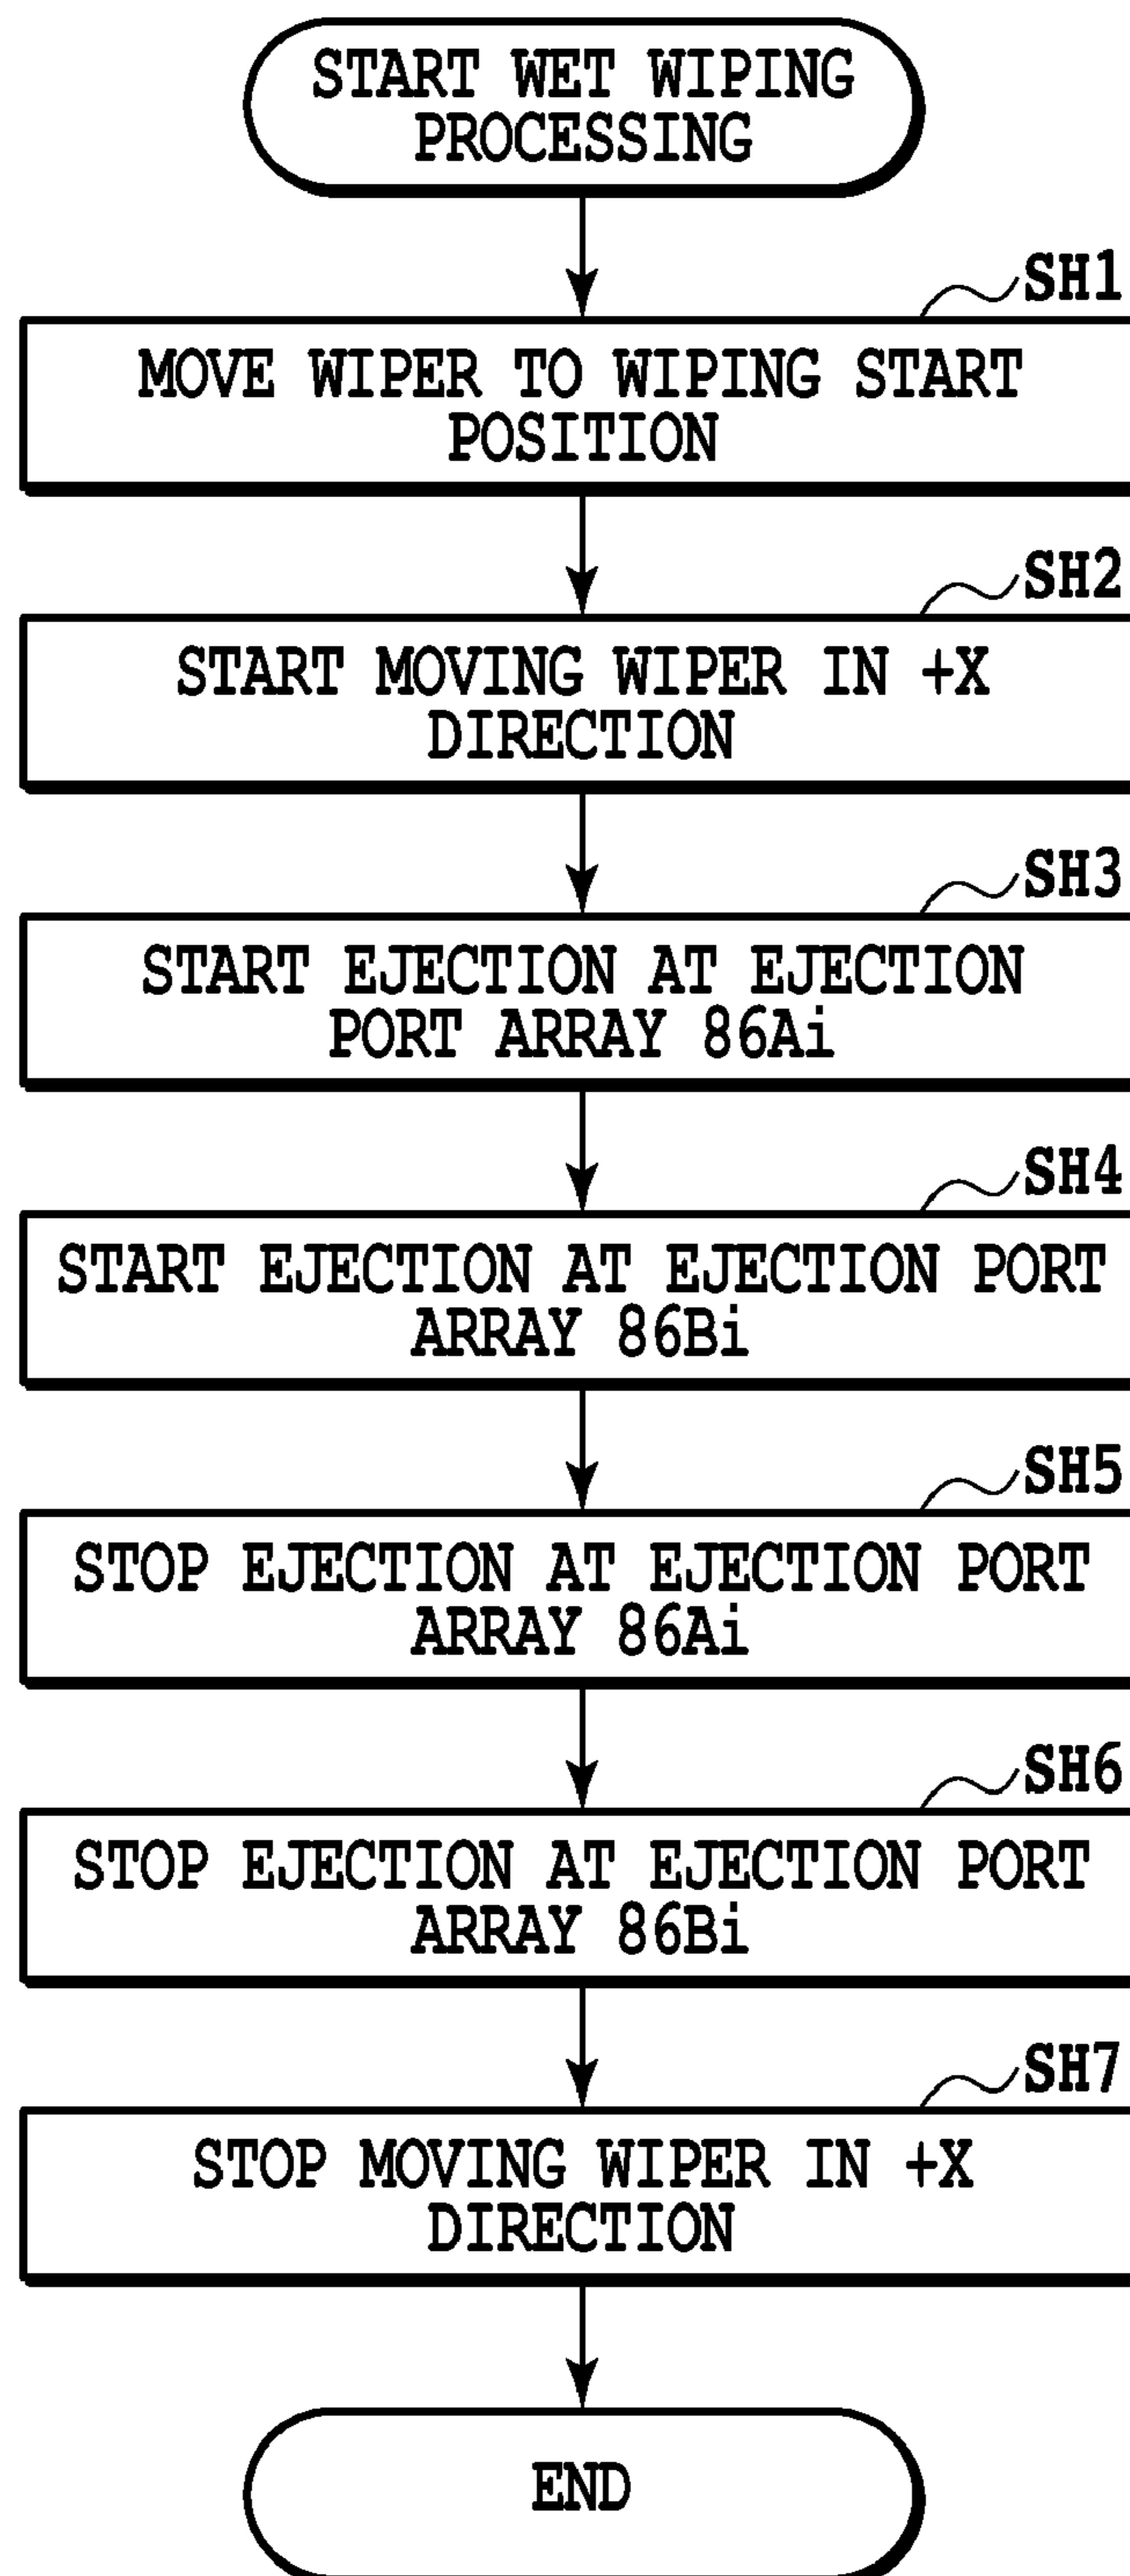 START WET WIPING
PROCESSING
SH1
MOVE WIPER TO WIPING START
POSITION
SH2
START MOVING WIPER IN +X
DIRECTION
SH3
START EJECTION AT EJECTION
PORT ARRAY 86Ai
SH4
START EJECTION AT EJECTION PORT
ARRAY 86Bi
SH5
STOP EJECTION AT EJECTION PORT
ARRAY 86Ai
SH6
STOP EJECTION AT EJECTION PORT
ARRAY 86Bi
SH7
STOP MOVING WIPER IN +X
DIRECTION
END